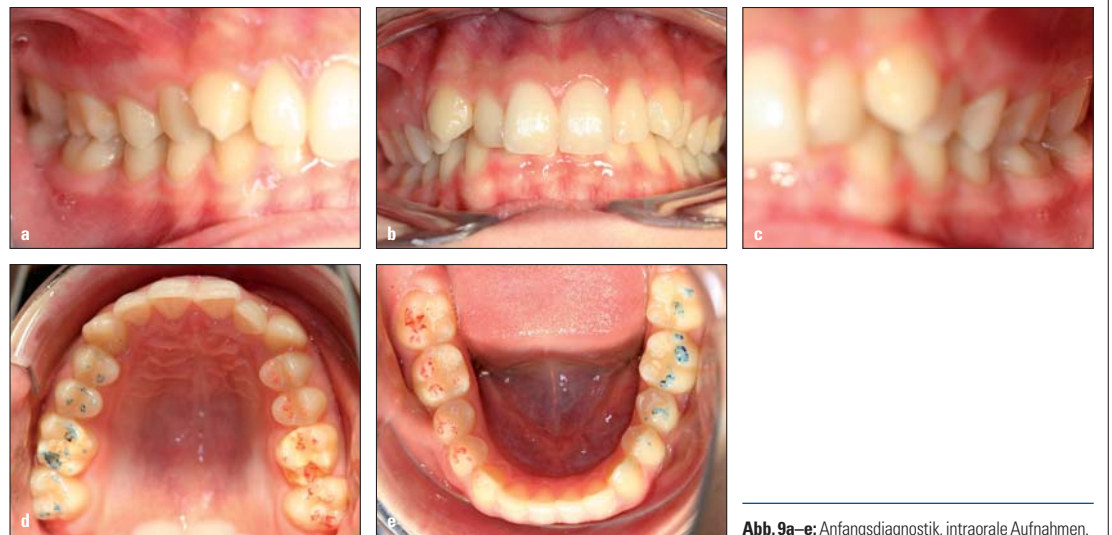 a
b
c
d
e
Abb. 9a–e: Anfangsdiagnostik, intraorale Aufnahmen.